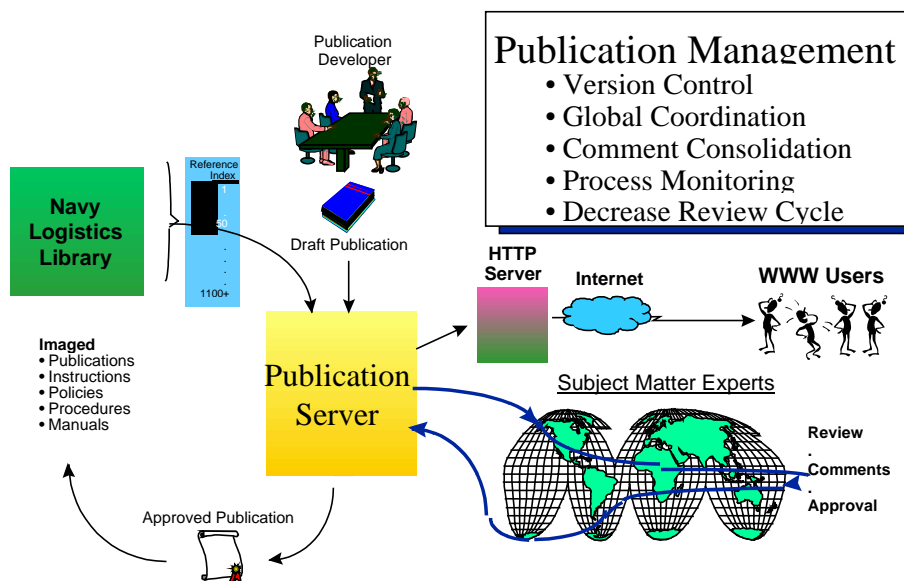 Publication
Developer
Publication Management
• Version Control
• Global Coordination
• Comment Consolidation
• Process Monitoring
• Decrease Review Cycle
Reference
Index
1
.
50
.
.
.
.
1100+
Navy
Logistics
Library
Draft Publication
HTTP
Server
Internet
WWW Users
Publication
Server
Imaged
• Publications
• Instructions
• Policies
• Procedures
• Manuals
Subject Matter Experts
Review
.
Comments
.
Approval
Approved Publication